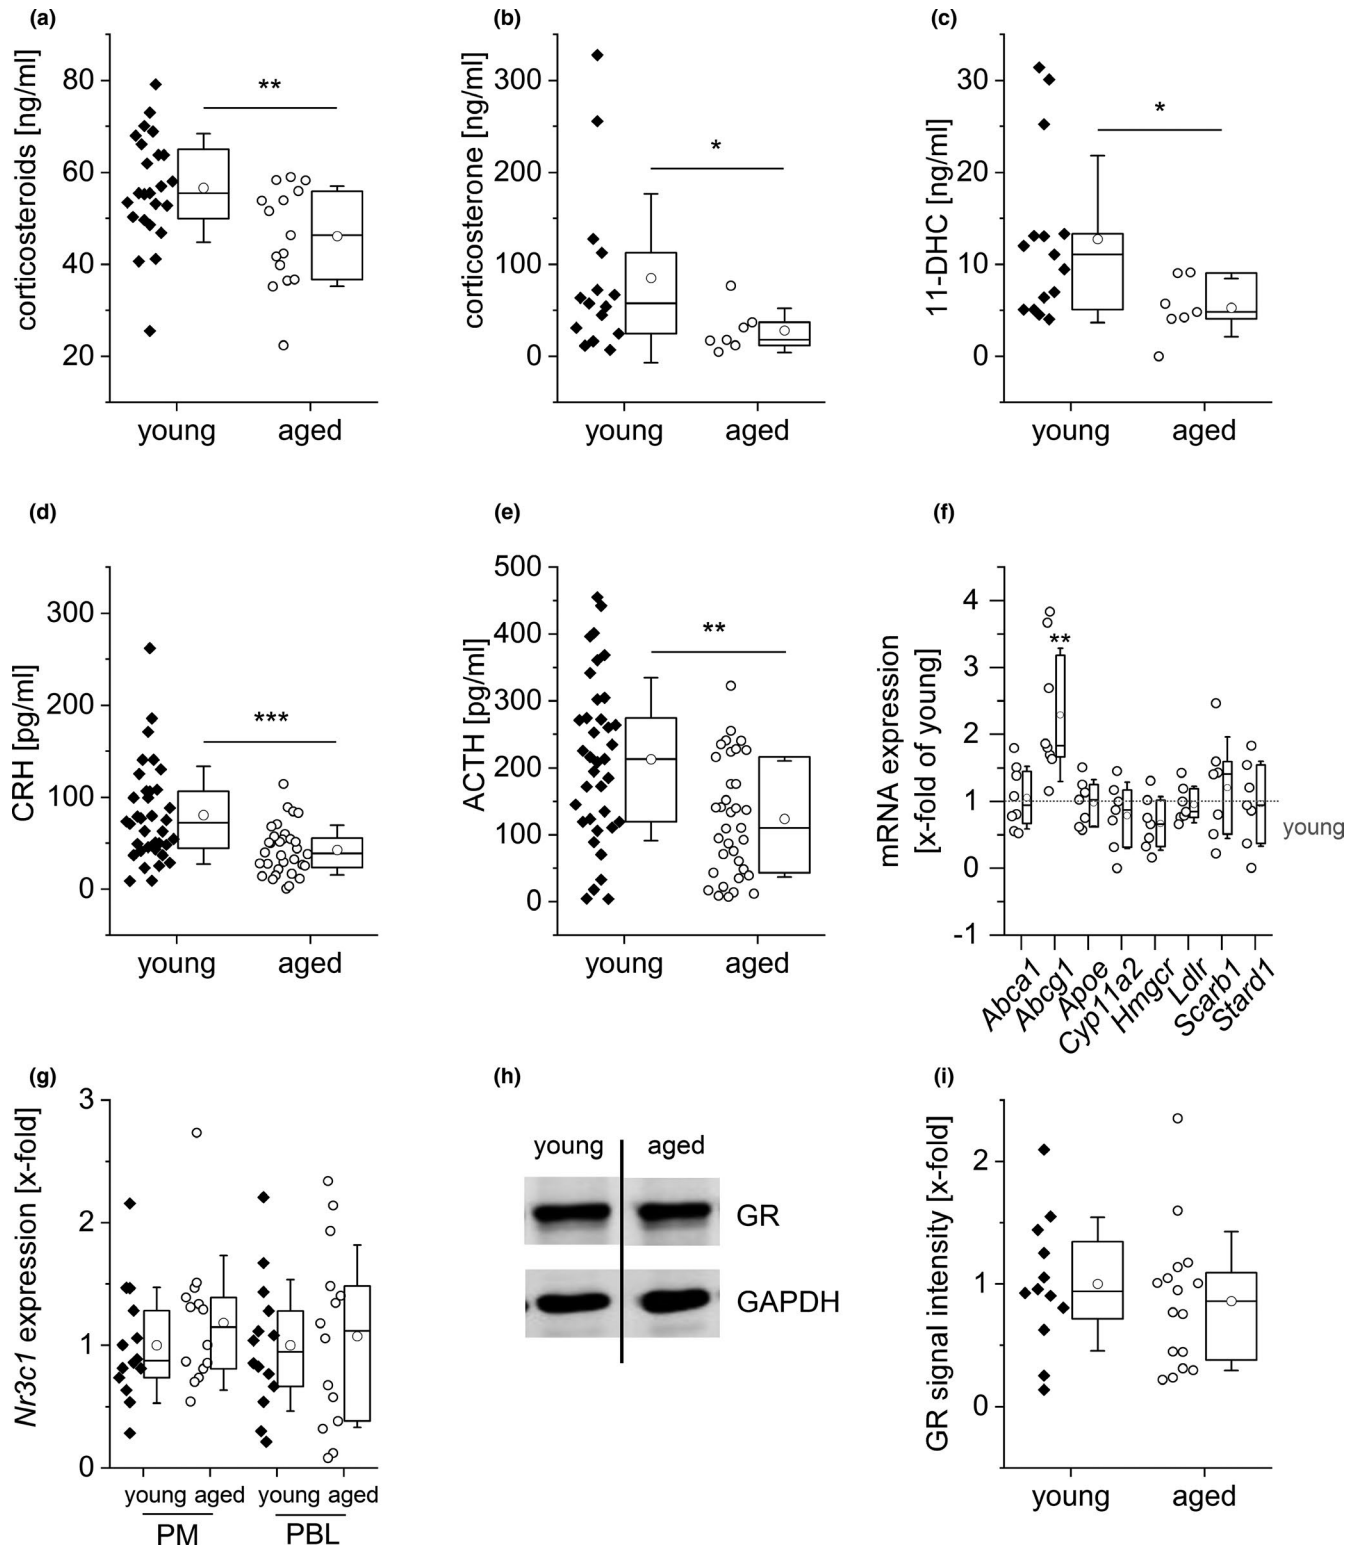 (a)
corticosteroids [ng/ml]
80
60
40
20
**
young
aged
(b)
corticosterone [ng/ml]
300
200
100
0
*
young
aged
(c)
11-DHC [ng/ml]
30
20
10
0
*
young
aged
(d)
CRH [pg/ml]
300
200
100
0
***
young
aged
(e)
ACTH [pg/ml]
500
400
300
200
100
0
**
young
aged
(f)
mRNA expression
[x-fold of young]
4
3
2
1
0
-1
**
young
Abca1
Abcg1
Apoe
Cyp11a2
Hmgcr
Ldlr
Scarb1
Stard1
(g)
Nr3c1 expression [x-fold]
3
2
1
0
young aged young aged
PM PBL
(h)
young aged
GR
GAPDH
(i)
GR signal intensity [x-fold]
2
1
0
young
aged